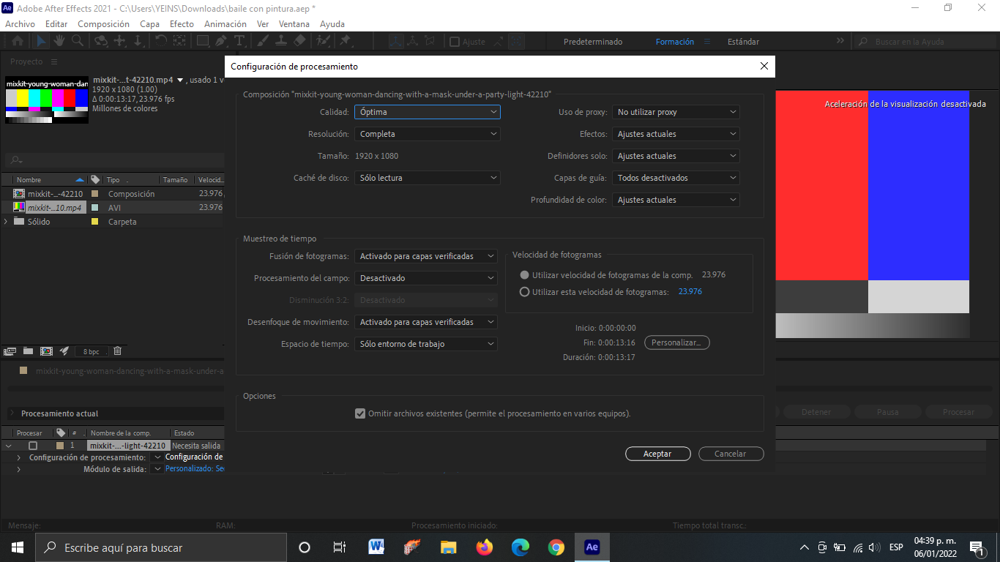 Adobe After Effects 2021 - C:\Users\YEINS\Downloads\baile con pintura.aep *
Archivo Editar Composición Capa Efecto Animación Ver Ventana Ayuda
Ajuste Predeterminado Formación Estándar Buscar en la Ayuda
Proyecto
mixkit-...t-42210.mp4 , usado 1 v
1920 x 1080 (1.00)
Δ 0:00:13:17, 23.976 fps
Millones de colores
mixkit-young-woman-dan
Nombre Tipo Tamaño Velocid...
mixkit-...-42210 Composición 23.976
mixkit-...10.mp4 AVI 23.976
Sólido Carpeta
8 bpc
Configuración de procesamiento
Composición "mixkit-young-woman-dancing-with-a-mask-under-a-party-light-42210"
Calidad: Óptima
Resolución: Completa
Tamaño: 1920 x 1080
Caché de disco: Sólo lectura
Uso de proxy: No utilizar proxy
Efectos: Ajustes actuales
Definidores solo: Ajustes actuales
Capas de guía: Todos desactivados
Profundidad de color: Ajustes actuales
Muestreo de tiempo
Fusión de fotogramas: Activado para capas verificadas
Procesamiento del campo: Desactivado
Disminución 3:2: Desactivado
Desenfoque de movimiento: Activado para capas verificadas
Espacio de tiempo: Sólo entorno de trabajo
Velocidad de fotogramas
Utilizar velocidad de fotogramas de la comp. 23.976
Utilizar esta velocidad de fotogramas: 23.976
Inicio: 0:00:00:00
Fin: 0:00:13:16 Personalizar...
Duración: 0:00:13:17
Opciones
Omitir archivos existentes (permite el procesamiento en varios equipos).
Aceptar Cancelar
Aceleración de la visualización desactivada
mixkit-young-woman-dancing-with-a-mask-under-a
Procesamiento actual Detener Pausa Procesar
Procesar # Nombre de la comp. Estado
1 mixkit-...-light-42210 Necesita salida
Configuración de procesamiento: Configuración de
Módulo de salida: Personalizado: Se
Mensaje: RAM: Procesamiento iniciado: Tiempo total transc.:
Escribe aquí para buscar
ESP
04:39 p. m.
06/01/2022
1